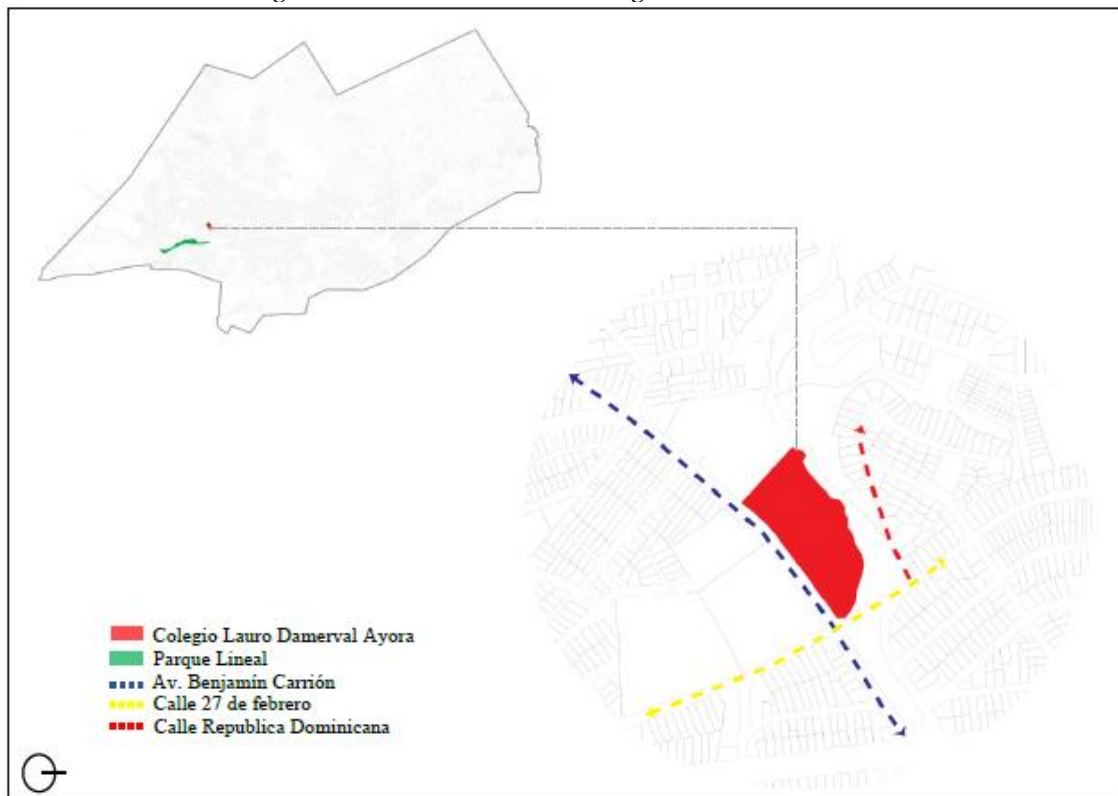 Colegio Lauro Damerval Ayora
Parque Lineal
Av. Benjamín Carrión
Calle 27 de febrero
Calle Republica Dominicana